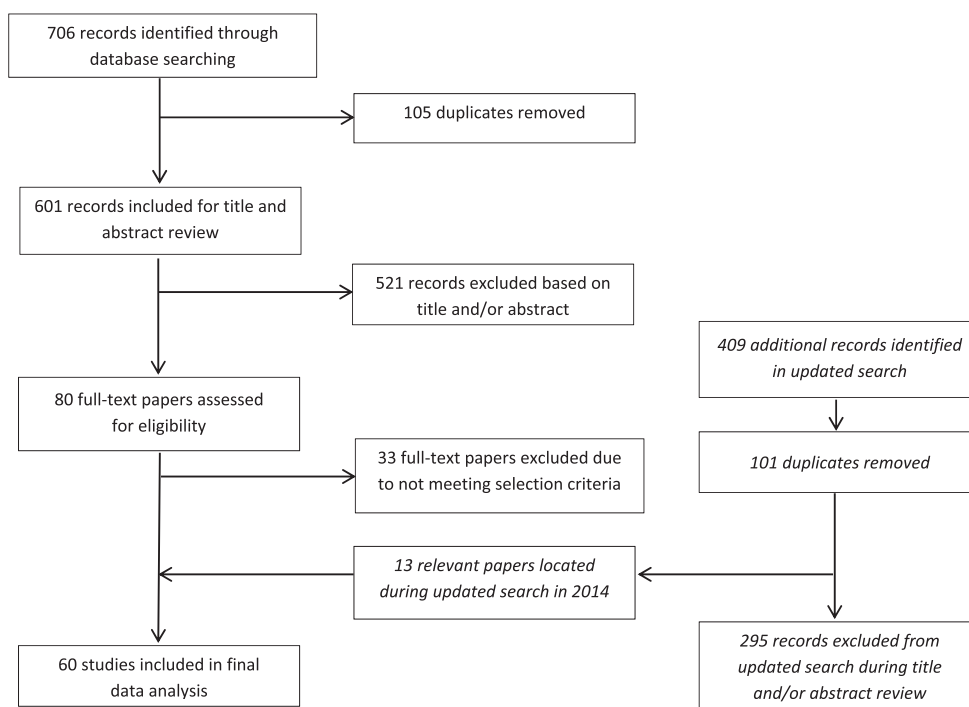 706 records identified through
database searching
105 duplicates removed
601 records included for title and
abstract review
521 records excluded based on
title and/or abstract
409 additional records identified
in updated search
80 full-text papers assessed
for eligibility
33 full-text papers excluded due
to not meeting selection criteria
101 duplicates removed
13 relevant papers located
during updated search in 2014
60 studies included in final
data analysis
295 records excluded from
updated search during title
and/or abstract review